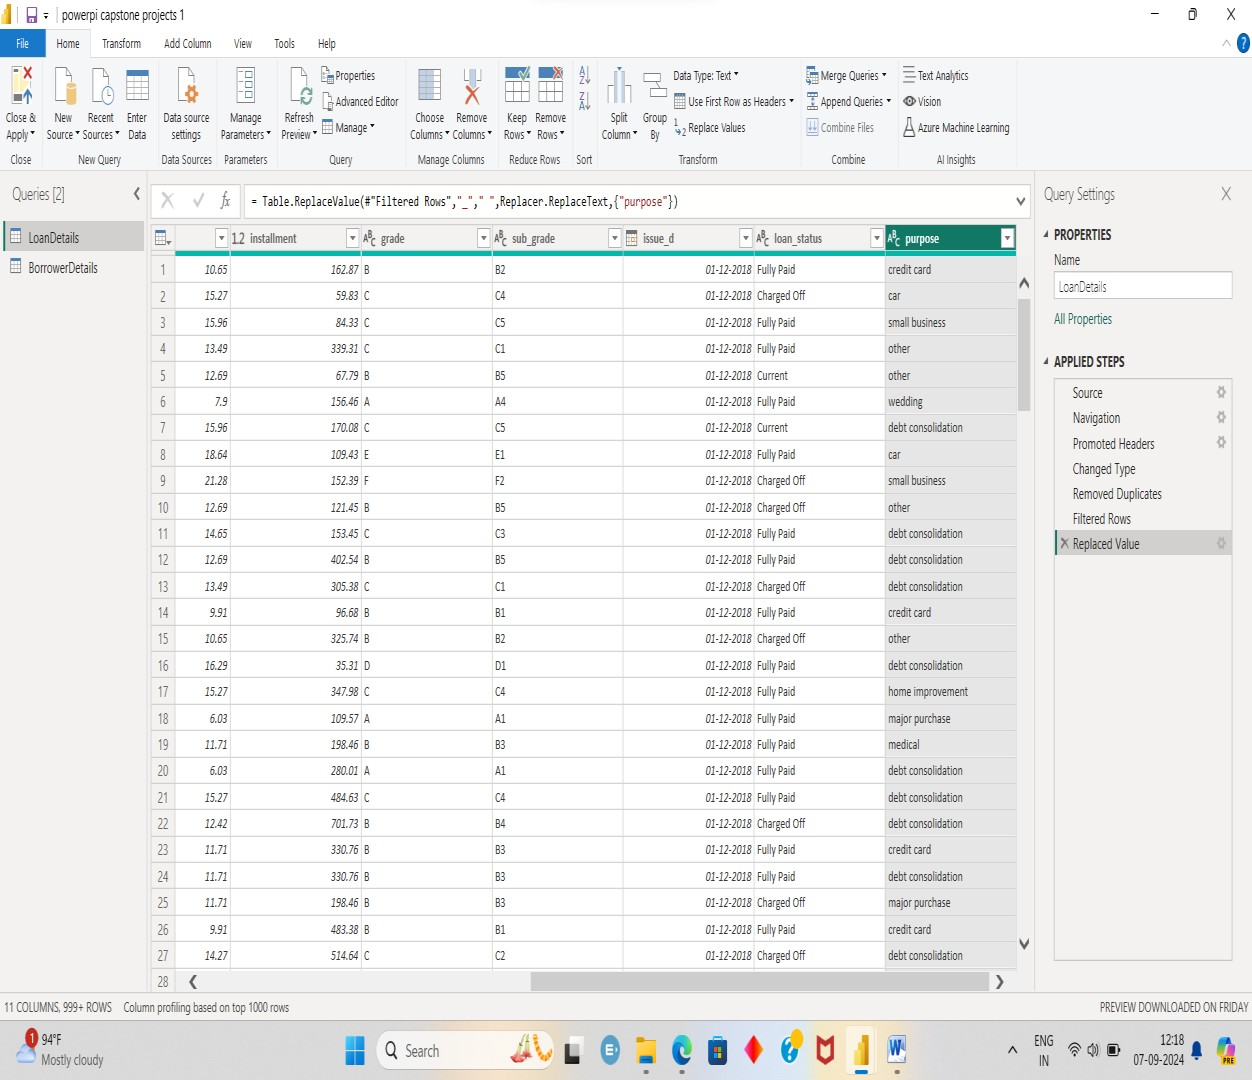 powerpi capstone projects 1
File Home Transform Add Column View Tools Help
Close & Apply
Close
New Source
Recent Sources
Enter Data
New Query
Data source settings
Data Sources
Manage Parameters
Parameters
Refresh Preview
Properties
Advanced Editor
Manage
Query
Choose Columns
Remove Columns
Manage Columns
Keep Rows
Remove Rows
Reduce Rows
Sort
Split Column
Group By
Data Type: Text
Use First Row as Headers
Replace Values
Transform
Merge Queries
Append Queries
Combine Files
Combine
Text Analytics
Vision
Azure Machine Learning
AI Insights
Queries [2]
LoanDetails
BorrowerDetails
= Table.ReplaceValue(#"Filtered Rows","_"," ",Replacer.ReplaceText,{"purpose"})
1.2 installment ABC grade ABC sub_grade issue_d ABC loan_status ABC purpose
1 10.65 162.87 B B2 01-12-2018 Fully Paid credit card
2 15.27 59.83 C C4 01-12-2018 Charged Off car
3 15.96 84.33 C C5 01-12-2018 Fully Paid small business
4 13.49 339.31 C C1 01-12-2018 Fully Paid other
5 12.69 67.79 B B5 01-12-2018 Current other
6 7.9 156.46 A A4 01-12-2018 Fully Paid wedding
7 15.96 170.08 C C5 01-12-2018 Current debt consolidation
8 18.64 109.43 E E1 01-12-2018 Fully Paid car
9 21.28 152.39 F F2 01-12-2018 Charged Off small business
10 12.69 121.45 B B5 01-12-2018 Charged Off other
11 14.65 153.45 C C3 01-12-2018 Fully Paid debt consolidation
12 12.69 402.54 B B5 01-12-2018 Fully Paid debt consolidation
13 13.49 305.38 C C1 01-12-2018 Charged Off debt consolidation
14 9.91 96.68 B B1 01-12-2018 Fully Paid credit card
15 10.65 325.74 B B2 01-12-2018 Charged Off other
16 16.29 35.31 D D1 01-12-2018 Fully Paid debt consolidation
17 15.27 347.98 C C4 01-12-2018 Fully Paid home improvement
18 6.03 109.57 A A1 01-12-2018 Fully Paid major purchase
19 11.71 198.46 B B3 01-12-2018 Fully Paid medical
20 6.03 280.01 A A1 01-12-2018 Fully Paid debt consolidation
21 15.27 484.63 C C4 01-12-2018 Fully Paid debt consolidation
22 12.42 701.73 B B4 01-12-2018 Charged Off debt consolidation
23 11.71 330.76 B B3 01-12-2018 Fully Paid credit card
24 11.71 330.76 B B3 01-12-2018 Fully Paid debt consolidation
25 11.71 198.46 B B3 01-12-2018 Charged Off major purchase
26 9.91 483.38 B B1 01-12-2018 Fully Paid credit card
27 14.27 514.64 C C2 01-12-2018 Charged Off debt consolidation
28
Query Settings
PROPERTIES
Name
LoanDetails
All Properties
APPLIED STEPS
Source
Navigation
Promoted Headers
Changed Type
Removed Duplicates
Filtered Rows
Replaced Value
11 COLUMNS, 999+ ROWS Column profiling based on top 1000 rows PREVIEW DOWNLOADED ON FRIDAY
1
94°F
Mostly cloudy
Search
ENG
IN
12:18
07-09-2024
PRE